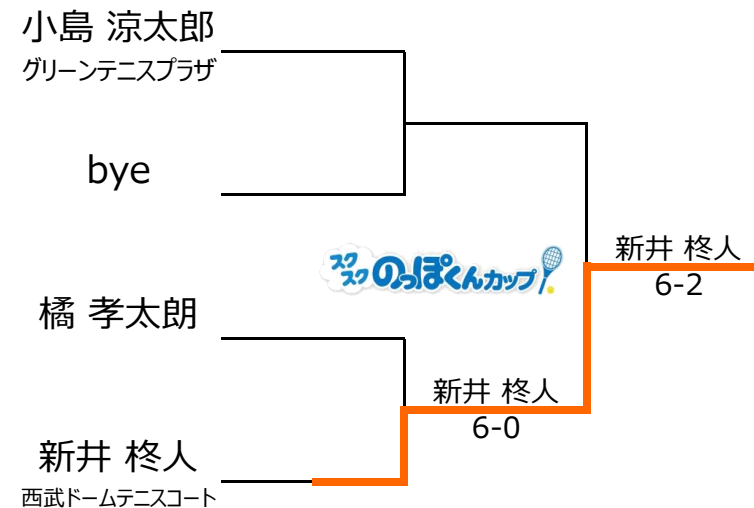 小島 涼太郎
グリーンテニスプラザ
bye
スクスク のっぽくんカップ
新井 柊人
6-2
橘 孝太朗
新井 柊人
6-0
新井 柊人
西武ドームテニスコート